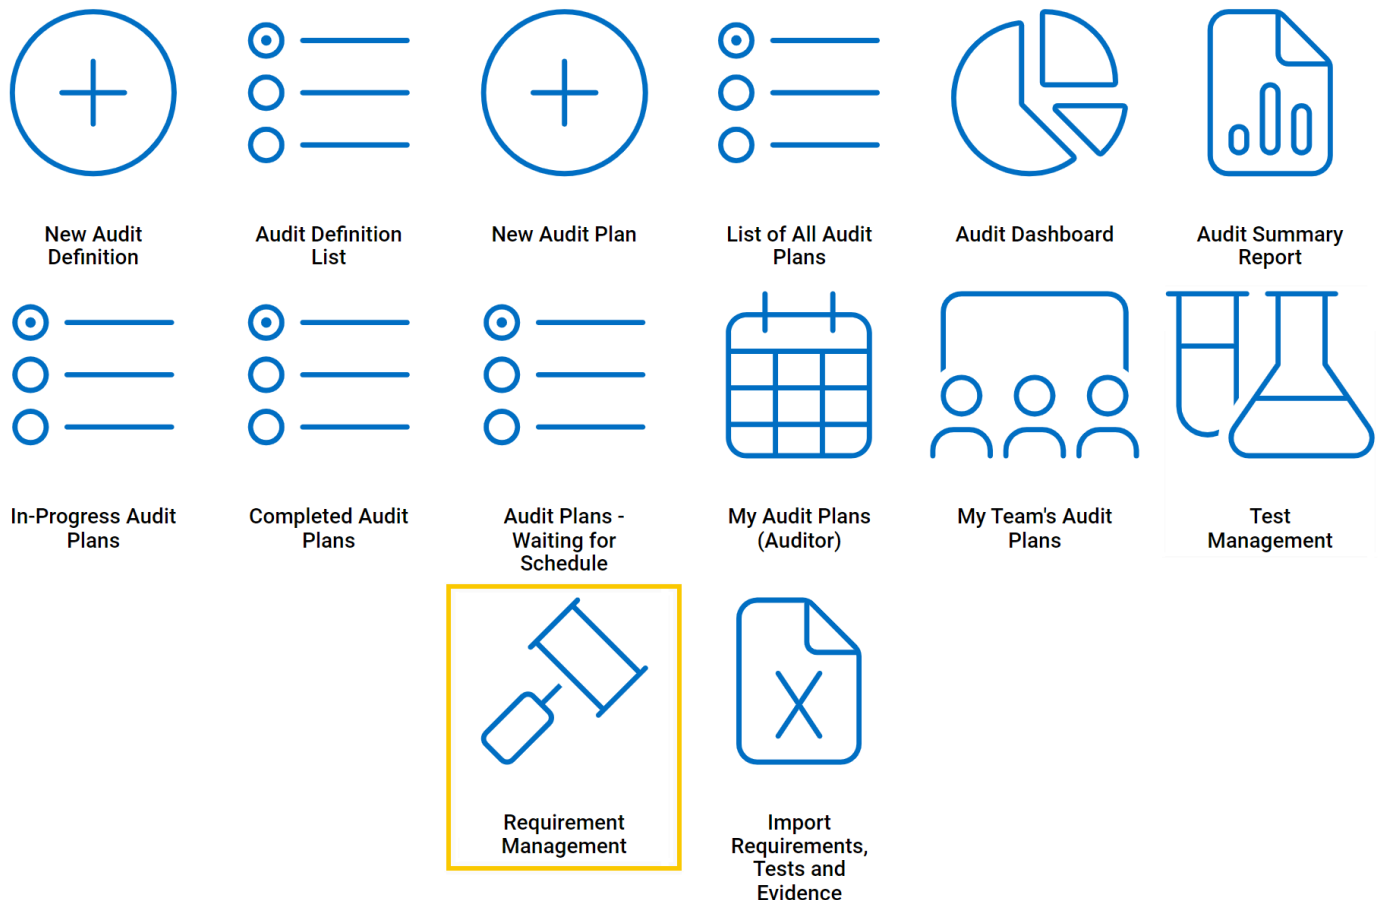 New Audit
Definition
Audit Definition
List
New Audit Plan
List of All Audit
Plans
Audit Dashboard
Audit Summary
Report
In-Progress Audit
Plans
Completed Audit
Plans
Audit Plans -
Waiting for
Schedule
My Audit Plans
(Auditor)
My Team's Audit
Plans
Test
Management
Requirement
Management
Import
Requirements,
Tests and
Evidence